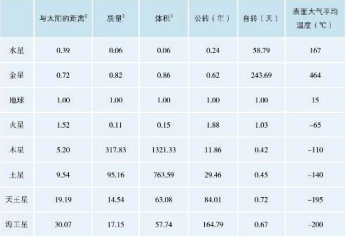 与太阳的距离² 质量³ 体积³ 公转(年) 自转(天) 表面大气平均温度(℃)
水星 0.39 0.06 0.06 0.24 58.79 167
金星 0.72 0.82 0.86 0.62 243.69 464
地球 1.00 1.00 1.00 1.00 1.00 15
火星 1.52 0.11 0.15 1.88 1.03 -65
木星 5.20 317.83 1321.33 11.86 0.42 -110
土星 9.54 95.16 763.59 29.46 0.45 -140
天王星 19.19 14.54 63.08 84.01 0.72 -195
海王星 30.07 17.15 57.74 164.79 0.67 -200